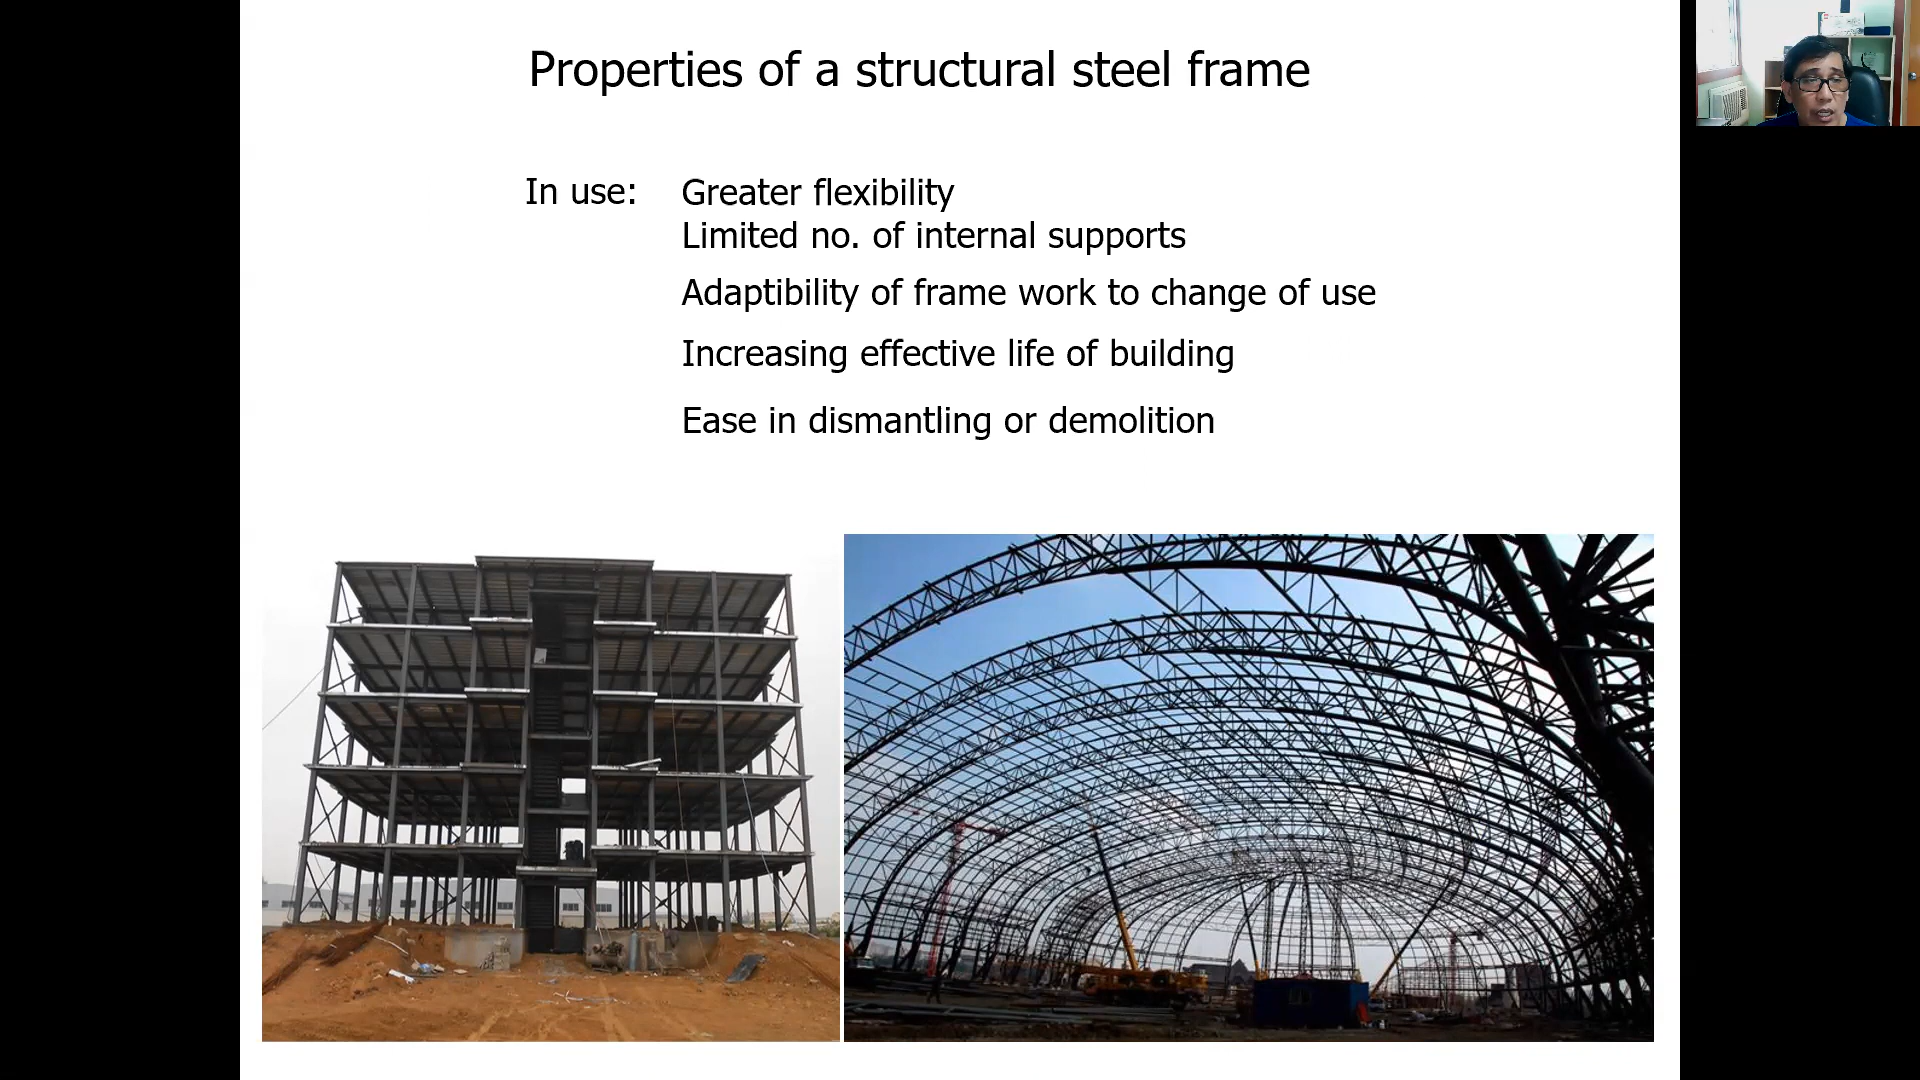 Properties of a structural steel frame
In use: Greater flexibility
Limited no. of internal supports
Adaptibility of frame work to change of use
Increasing effective life of building
Ease in dismantling or demolition